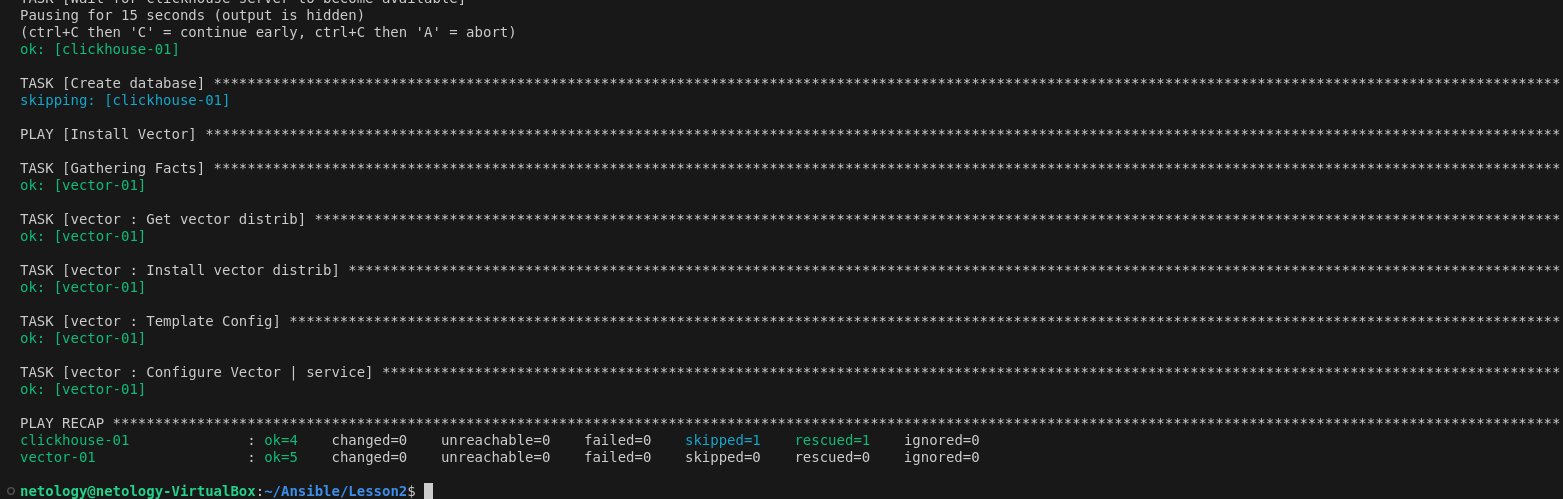 TASK [Wait for clickhouse server to become available]
Pausing for 15 seconds (output is hidden)
(ctrl+C then 'C' = continue early, ctrl+C then 'A' = abort)
ok: [clickhouse-01]
TASK [Create database] ****************************************************************************************************************************************************************
skipping: [clickhouse-01]
PLAY [Install Vector] *****************************************************************************************************************************************************************
TASK [Gathering Facts] ****************************************************************************************************************************************************************
ok: [vector-01]
TASK [vector : Get vector distrib] ****************************************************************************************************************************************************
ok: [vector-01]
TASK [vector : Install vector distrib] ************************************************************************************************************************************************
ok: [vector-01]
TASK [vector : Template Config] *******************************************************************************************************************************************************
ok: [vector-01]
TASK [vector : Configure Vector | service] ********************************************************************************************************************************************
ok: [vector-01]
PLAY RECAP ****************************************************************************************************************************************************************************
clickhouse-01              : ok=4    changed=0    unreachable=0    failed=0    skipped=1    rescued=1    ignored=0
vector-01                  : ok=5    changed=0    unreachable=0    failed=0    skipped=0    rescued=0    ignored=0
netology@netology-VirtualBox:~/Ansible/Lesson2$